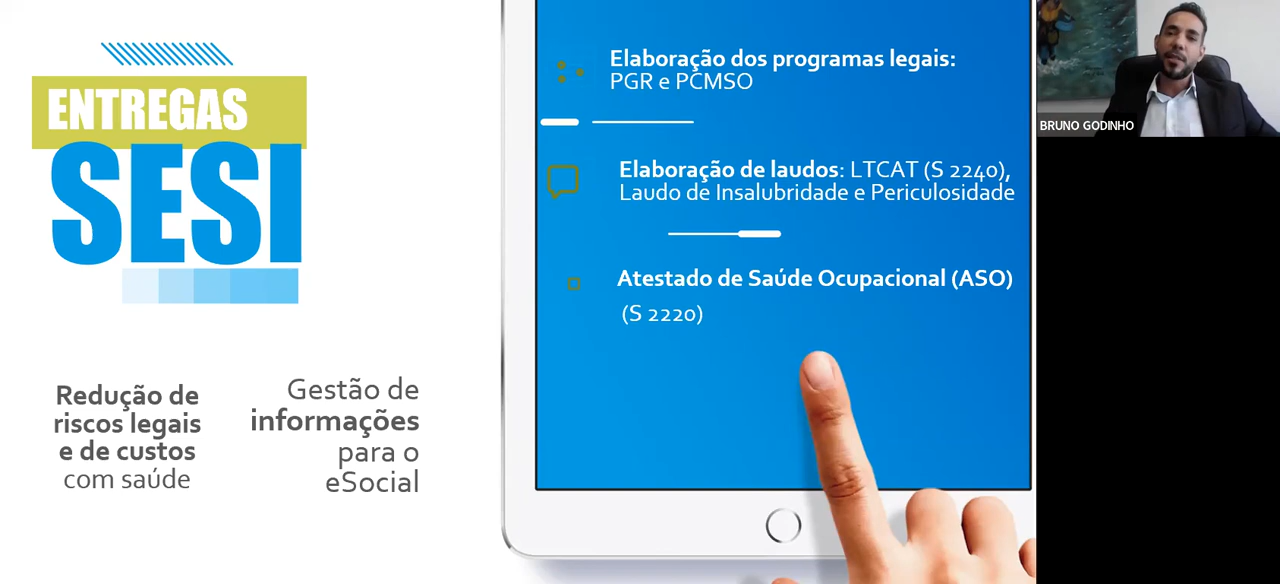 ENTREGAS
SESI
Redução de
riscos legais
e de custos
com saúde
Gestão de
informações
para o
eSocial
Elaboração dos programas legais:
PGR e PCMSO
Elaboração de laudos: LTCAT (S 2240),
Laudo de Insalubridade e Periculosidade
Atestado de Saúde Ocupacional (ASO)
(S 2220)
BRUNO GODINHO